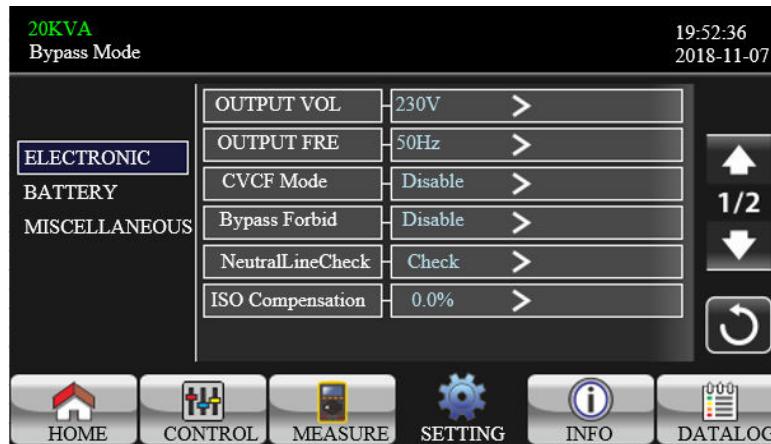 20KVA
Bypass Mode
19:52:36
2018-11-07
ELECTRONIC
BATTERY
MISCELLANEOUS
OUTPUT VOL 230V >
OUTPUT FRE 50Hz >
CVCF Mode Disable >
Bypass Forbid Disable >
NeutralLineCheck Check >
ISO Compensation 0.0% >
1/2
HOME CONTROL MEASURE SETTING INFO DATALOG